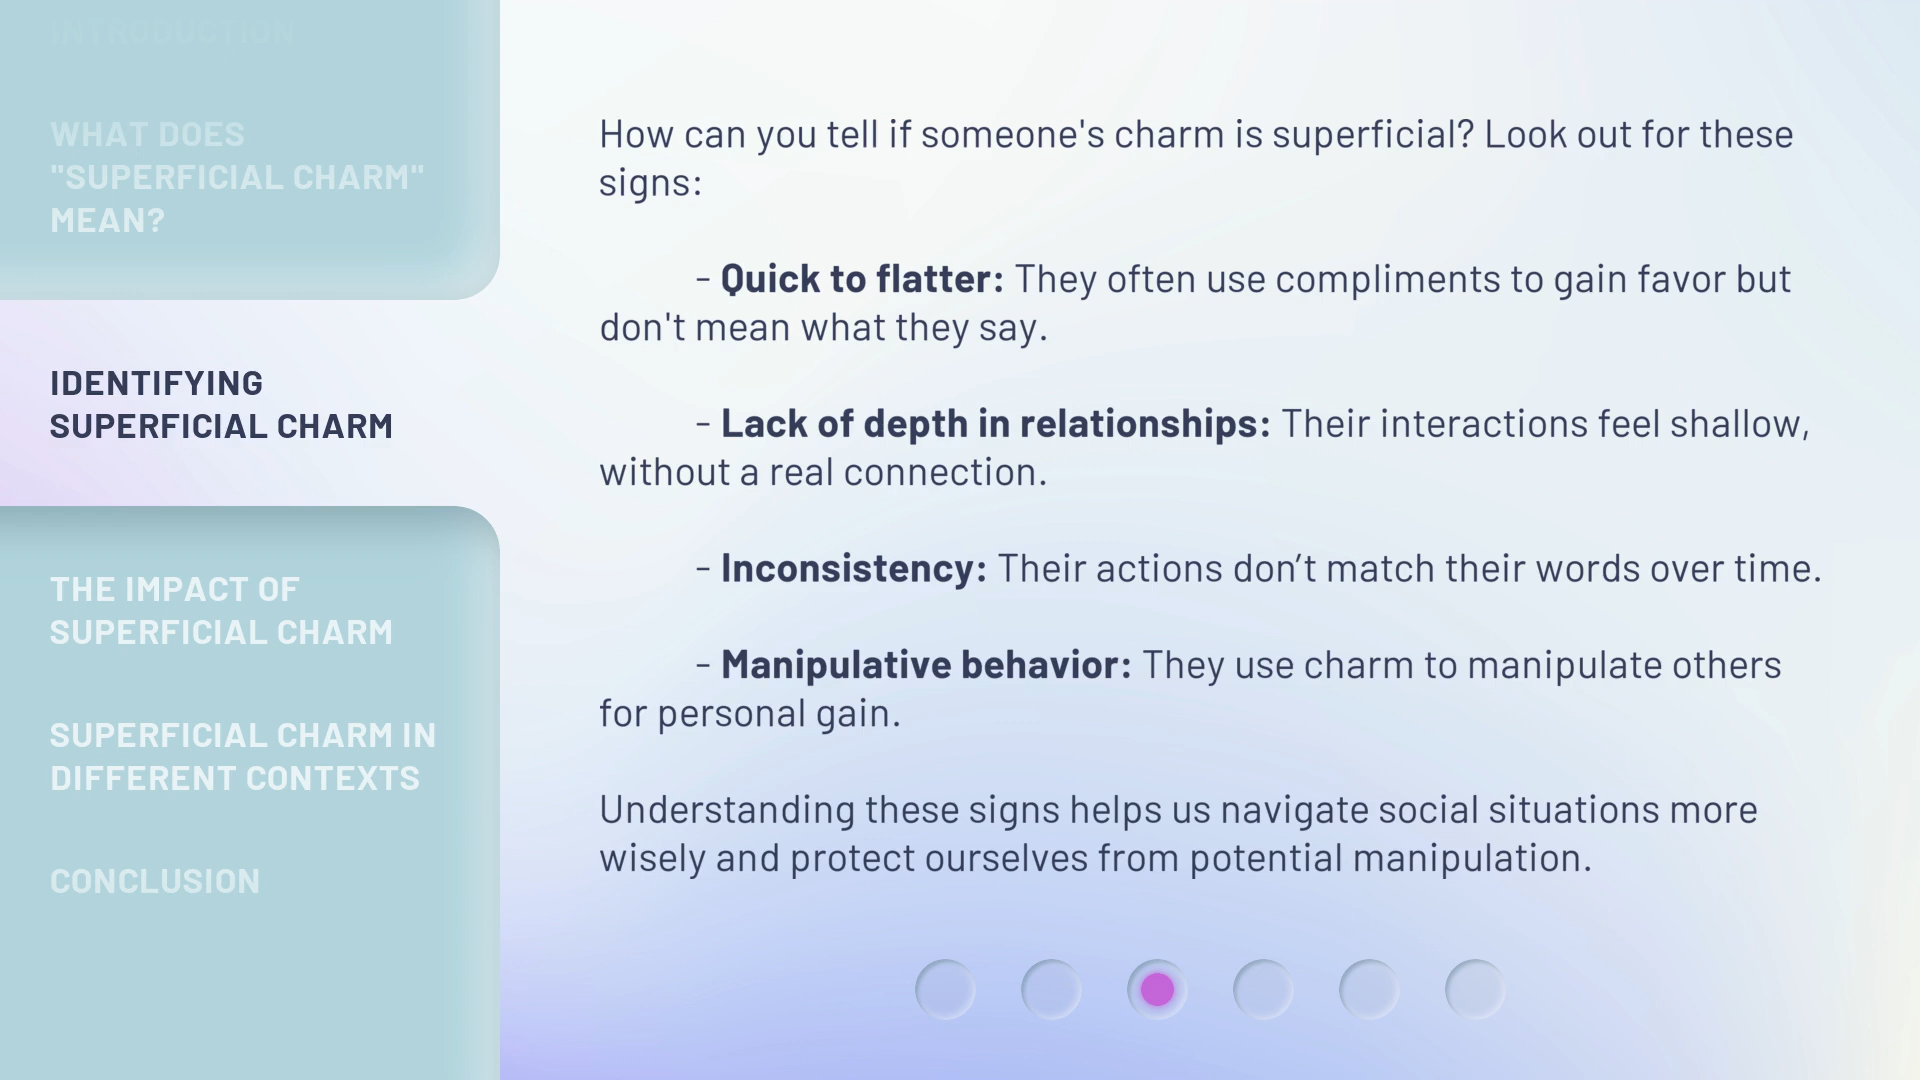 INTRODUCTION
WHAT DOES
"SUPERFICIAL CHARM"
MEAN?
IDENTIFYING
SUPERFICIAL CHARM
THE IMPACT OF
SUPERFICIAL CHARM
SUPERFICIAL CHARM IN
DIFFERENT CONTEXTS
CONCLUSION
How can you tell if someone's charm is superficial? Look out for these
signs:
- Quick to flatter: They often use compliments to gain favor but
don't mean what they say.
- Lack of depth in relationships: Their interactions feel shallow,
without a real connection.
- Inconsistency: Their actions don’t match their words over time.
- Manipulative behavior: They use charm to manipulate others
for personal gain.
Understanding these signs helps us navigate social situations more
wisely and protect ourselves from potential manipulation.